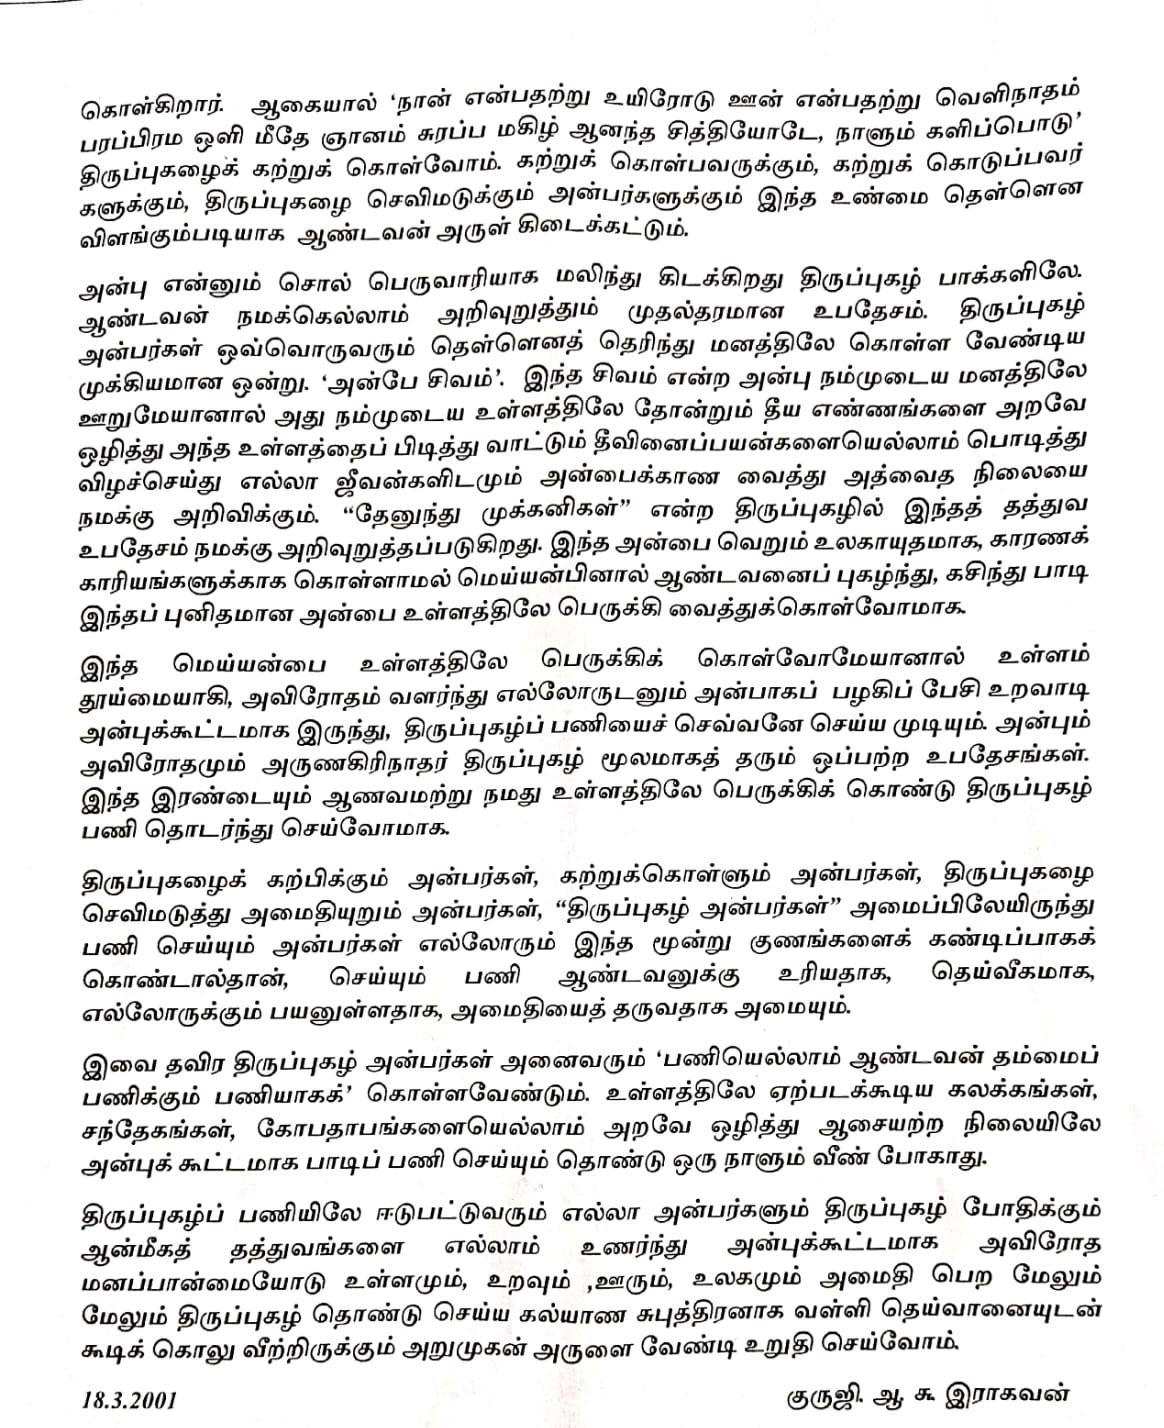 கொள்கிறார். ஆகையால் ‘நான் என்பதற்று உயிரோடு ஊன் என்பதற்று வெளிநாதம்
பரப்பிரம ஒளி மீதே ஞானம் சுரப்ப மகிழ் ஆனந்த சித்தியோடே, நாளும் களிப்பொடு’
திருப்புகழைக் கற்றுக் கொள்வோம். கற்றுக் கொள்பவருக்கும், கற்றுக் கொடுப்பவர்
களுக்கும், திருப்புகழை செவிமடுக்கும் அன்பர்களுக்கும் இந்த உண்மை தெள்ளென
விளங்கும்படியாக ஆண்டவன் அருள் கிடைக்கட்டும்.
அன்பு என்னும் சொல் பெருவாரியாக மலிந்து கிடக்கிறது திருப்புகழ் பாக்களிலே.
ஆண்டவன் நமக்கெல்லாம் அறிவுறுத்தும் முதல்தரமான உபதேசம். திருப்புகழ்
அன்பர்கள் ஒவ்வொருவரும் தெள்ளெனத் தெரிந்து மனத்திலே கொள்ள வேண்டிய
முக்கியமான ஒன்று. ‘அன்பே சிவம்’. இந்த சிவம் என்ற அன்பு நம்முடைய மனத்திலே
ஊறுமேயானால் அது நம்முடைய உள்ளத்திலே தோன்றும் தீய எண்ணங்களை அறவே
ஒழித்து அந்த உள்ளத்தைப் பிடித்து வாட்டும் தீவினைப்பயன்களையெல்லாம் பொடித்து
விழச்செய்து எல்லா ஜீவன்களிடமும் அன்பைக்காண வைத்து அத்வைத நிலையை
நமக்கு அறிவிக்கும். “தேனுந்து முக்கனிகள்” என்ற திருப்புகழில் இந்தத் தத்துவ
உபதேசம் நமக்கு அறிவுறுத்தப்படுகிறது. இந்த அன்பை வெறும் உலகாயுதமாக, காரணக்
காரியங்களுக்காக கொள்ளாமல் மெய்யன்பினால் ஆண்டவனைப் புகழ்ந்து, கசிந்து பாடி
இந்தப் புனிதமான அன்பை உள்ளத்திலே பெருக்கி வைத்துக்கொள்வோமாக.
இந்த மெய்யன்பை உள்ளத்திலே பெருக்கிக் கொள்வோமேயானால் உள்ளம்
தூய்மையாகி, அவிரோதம் வளர்ந்து எல்லோருடனும் அன்பாகப் பழகிப் பேசி உறவாடி
அன்புக்கூட்டமாக இருந்து, திருப்புகழ்ப் பணியைச் செவ்வனே செய்ய முடியும். அன்பும்
அவிரோதமும் அருணகிரிநாதர் திருப்புகழ் மூலமாகத் தரும் ஒப்பற்ற உபதேசங்கள்.
இந்த இரண்டையும் ஆணவமற்று நமது உள்ளத்திலே பெருக்கிக் கொண்டு திருப்புகழ்
பணி தொடர்ந்து செய்வோமாக.
திருப்புகழைக் கற்பிக்கும் அன்பர்கள், கற்றுக்கொள்ளும் அன்பர்கள், திருப்புகழை
செவிமடுத்து அமைதியுறும் அன்பர்கள், “திருப்புகழ் அன்பர்கள்” அமைப்பிலேயிருந்து
பணி செய்யும் அன்பர்கள் எல்லோரும் இந்த மூன்று குணங்களைக் கண்டிப்பாகக்
கொண்டால்தான், செய்யும் பணி ஆண்டவனுக்கு உரியதாக, தெய்வீகமாக,
எல்லோருக்கும் பயனுள்ளதாக, அமைதியைத் தருவதாக அமையும்.
இவை தவிர திருப்புகழ் அன்பர்கள் அனைவரும் ‘பணியெல்லாம் ஆண்டவன் தம்மைப்
பணிக்கும் பணியாகக்’ கொள்ளவேண்டும். உள்ளத்திலே ஏற்படக்கூடிய கலக்கங்கள்,
சந்தேகங்கள், கோபதாபங்களையெல்லாம் அறவே ஒழித்து ஆசையற்ற நிலையிலே
அன்புக் கூட்டமாக பாடிப் பணி செய்யும் தொண்டு ஒரு நாளும் வீண் போகாது.
திருப்புகழ்ப் பணியிலே ஈடுபட்டுவரும் எல்லா அன்பர்களும் திருப்புகழ் போதிக்கும்
ஆன்மீகத் தத்துவங்களை எல்லாம் உணர்ந்து அன்புக்கூட்டமாக அவிரோத
மனப்பான்மையோடு உள்ளமும், உறவும் ,ஊரும், உலகமும் அமைதி பெற மேலும்
மேலும் திருப்புகழ் தொண்டு செய்ய கல்யாண சுபுத்திரனாக வள்ளி தெய்வானையுடன்
கூடிக் கொலு வீற்றிருக்கும் அறுமுகன் அருளை வேண்டி உறுதி செய்வோம்.
18.3.2001 குருஜி. ஆ. சு. இராகவன்